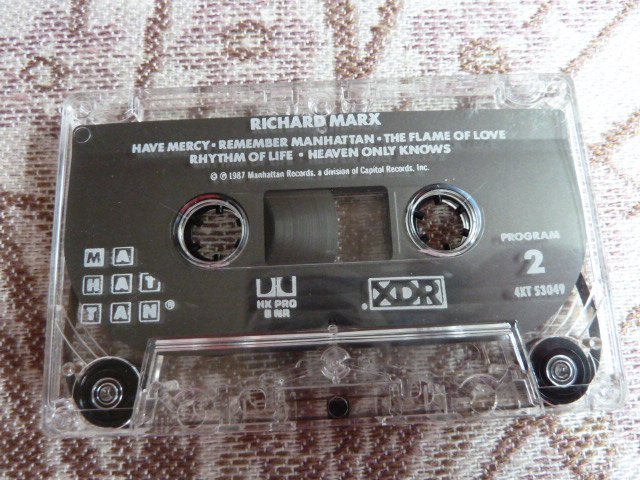 RICHARD MARX
HAVE MERCY • REMEMBER MANHATTAN • THE FLAME OF LOVE
RHYTHM OF LIFE • HEAVEN ONLY KNOWS
© ℗ 1987 Manhattan Records, a division of Capitol Records, Inc.
PROGRAM
2
4XT 53049
MA
HAT
TAN®
HX PRO
B NR
XDR